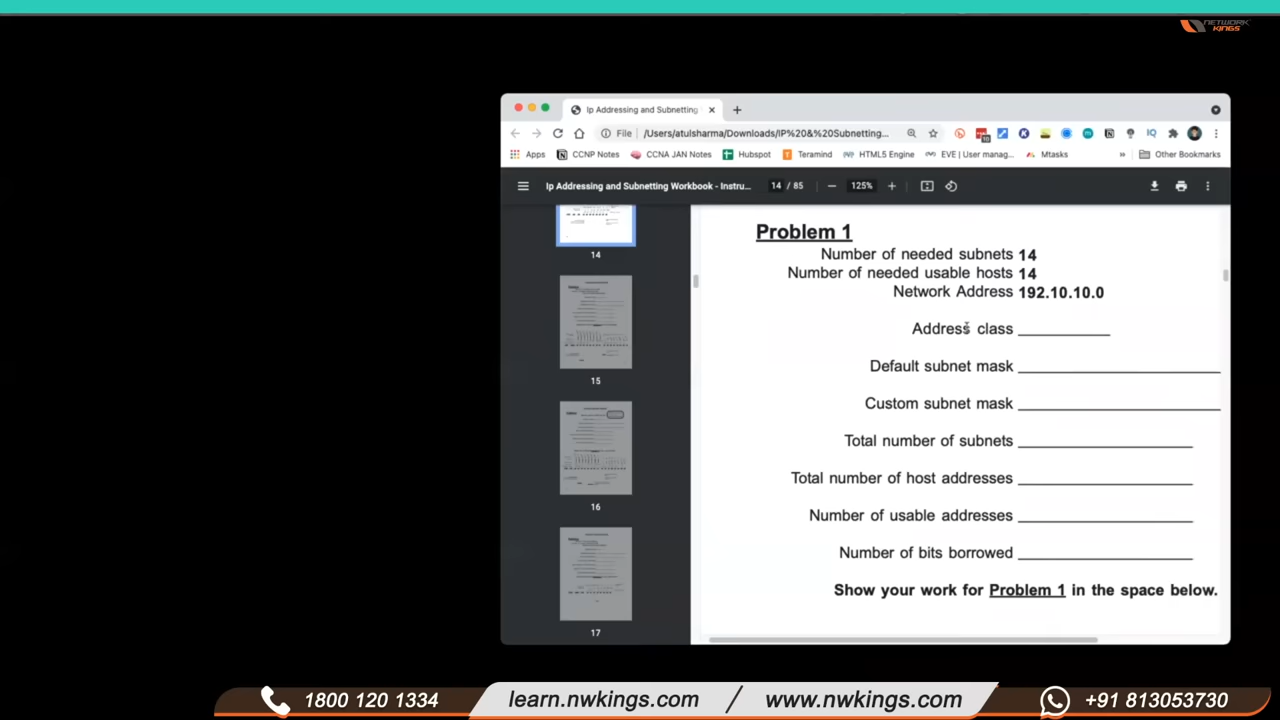 NETWORK
KINGS
Ip Addressing and Subnetting
File /Users/atulsharma/Downloads/IP%20&%20Subnetting...
Apps CCNP Notes CCNA JAN Notes Hubspot Teramind HTML5 Engine EVE | User manag... Mtasks » Other Bookmarks
Ip Addressing and Subnetting Workbook - Instru... 14 / 85 125%
Problem 1
Number of needed subnets 14
Number of needed usable hosts 14
Network Address 192.10.10.0
Address class
Default subnet mask
Custom subnet mask
Total number of subnets
Total number of host addresses
Number of usable addresses
Number of bits borrowed
Show your work for Problem 1 in the space below.
14
15
16
17
1800 120 1334 learn.nwkings.com / www.nwkings.com +91 813053730